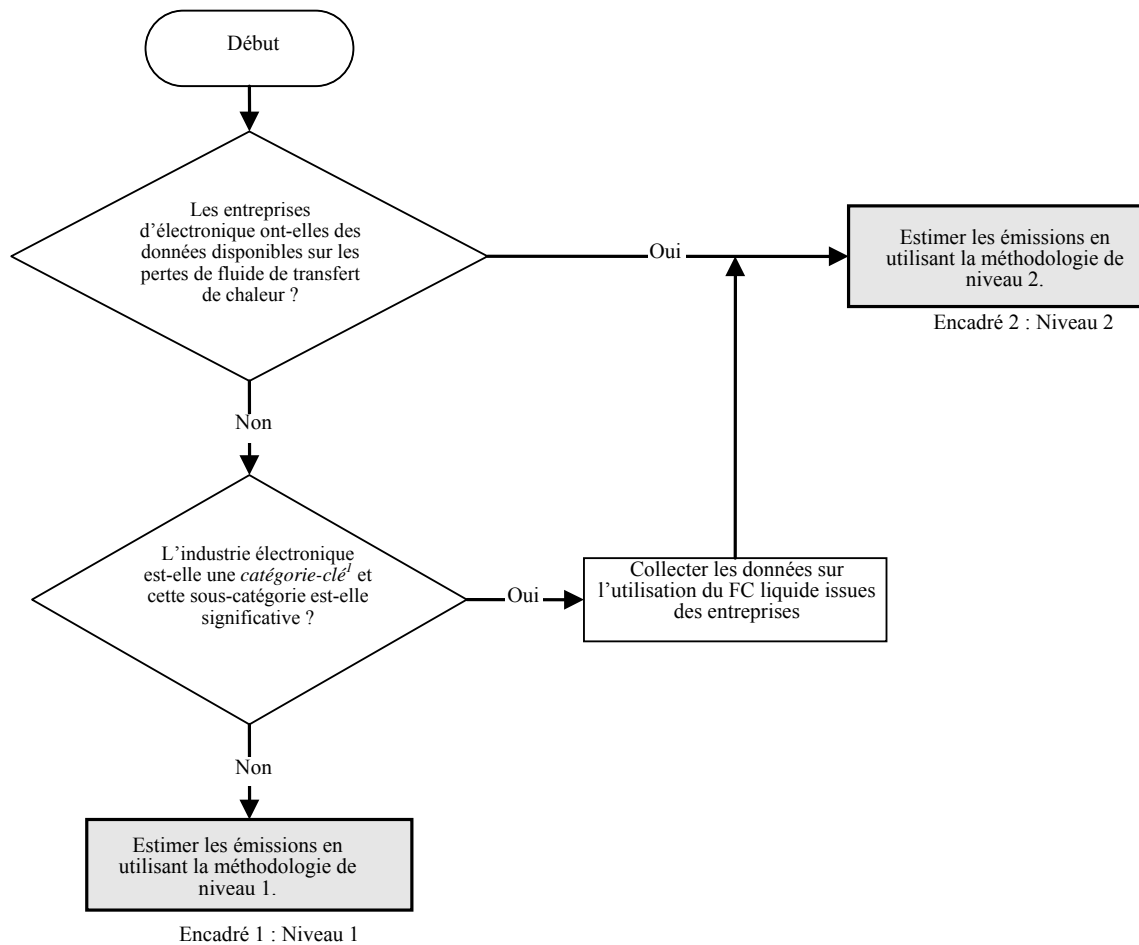 Début
Les entreprises
d’électronique ont-elles des
données disponibles sur les
pertes de fluide de transfert
de chaleur ?
Oui
Estimer les émissions en
utilisant la méthodologie de
niveau 2.
Encadré 2 : Niveau 2
Non
L’industrie électronique
est-elle une catégorie-clé¹ et
cette sous-catégorie est-elle
significative ?
Oui
Collecter les données sur
l’utilisation du FC liquide issues
des entreprises
Non
Estimer les émissions en
utilisant la méthodologie de
niveau 1.
Encadré 1 : Niveau 1